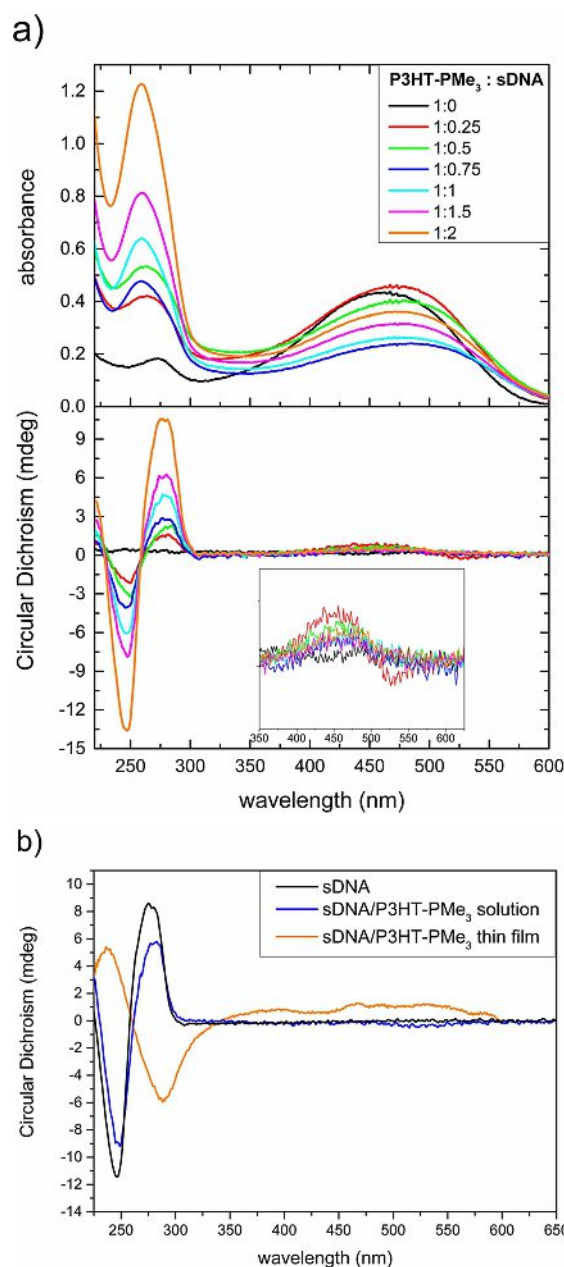 a)
P3HT-PMe3 : sDNA
1:0
1:0.25
1:0.5
1:0.75
1:1
1:1.5
1:2
absorbance
1.2
1.0
0.8
0.6
0.4
0.2
0.0
Circular Dichroism (mdeg)
9
6
3
0
-3
-6
-9
-12
-15
350 400 450 500 550 600
250 300 350 400 450 500 550 600
wavelength (nm)
b)
sDNA
sDNA/P3HT-PMe3 solution
sDNA/P3HT-PMe3 thin film
Circular Dichroism (mdeg)
10
8
6
4
2
0
-2
-4
-6
-8
-10
-12
-14
250 300 350 400 450 500 550 600 650
wavelength (nm)